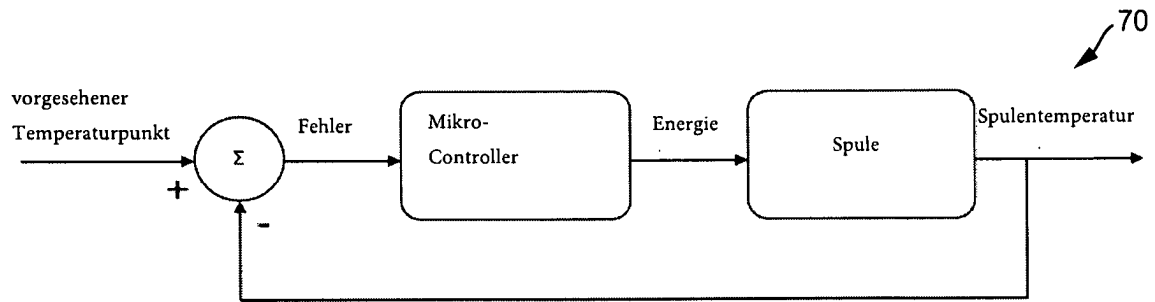 70
vorgesehener
Temperaturpunkt
Fehler
Mikro-
Controller
Energie
Spule
Spulentemperatur
Σ
+
-